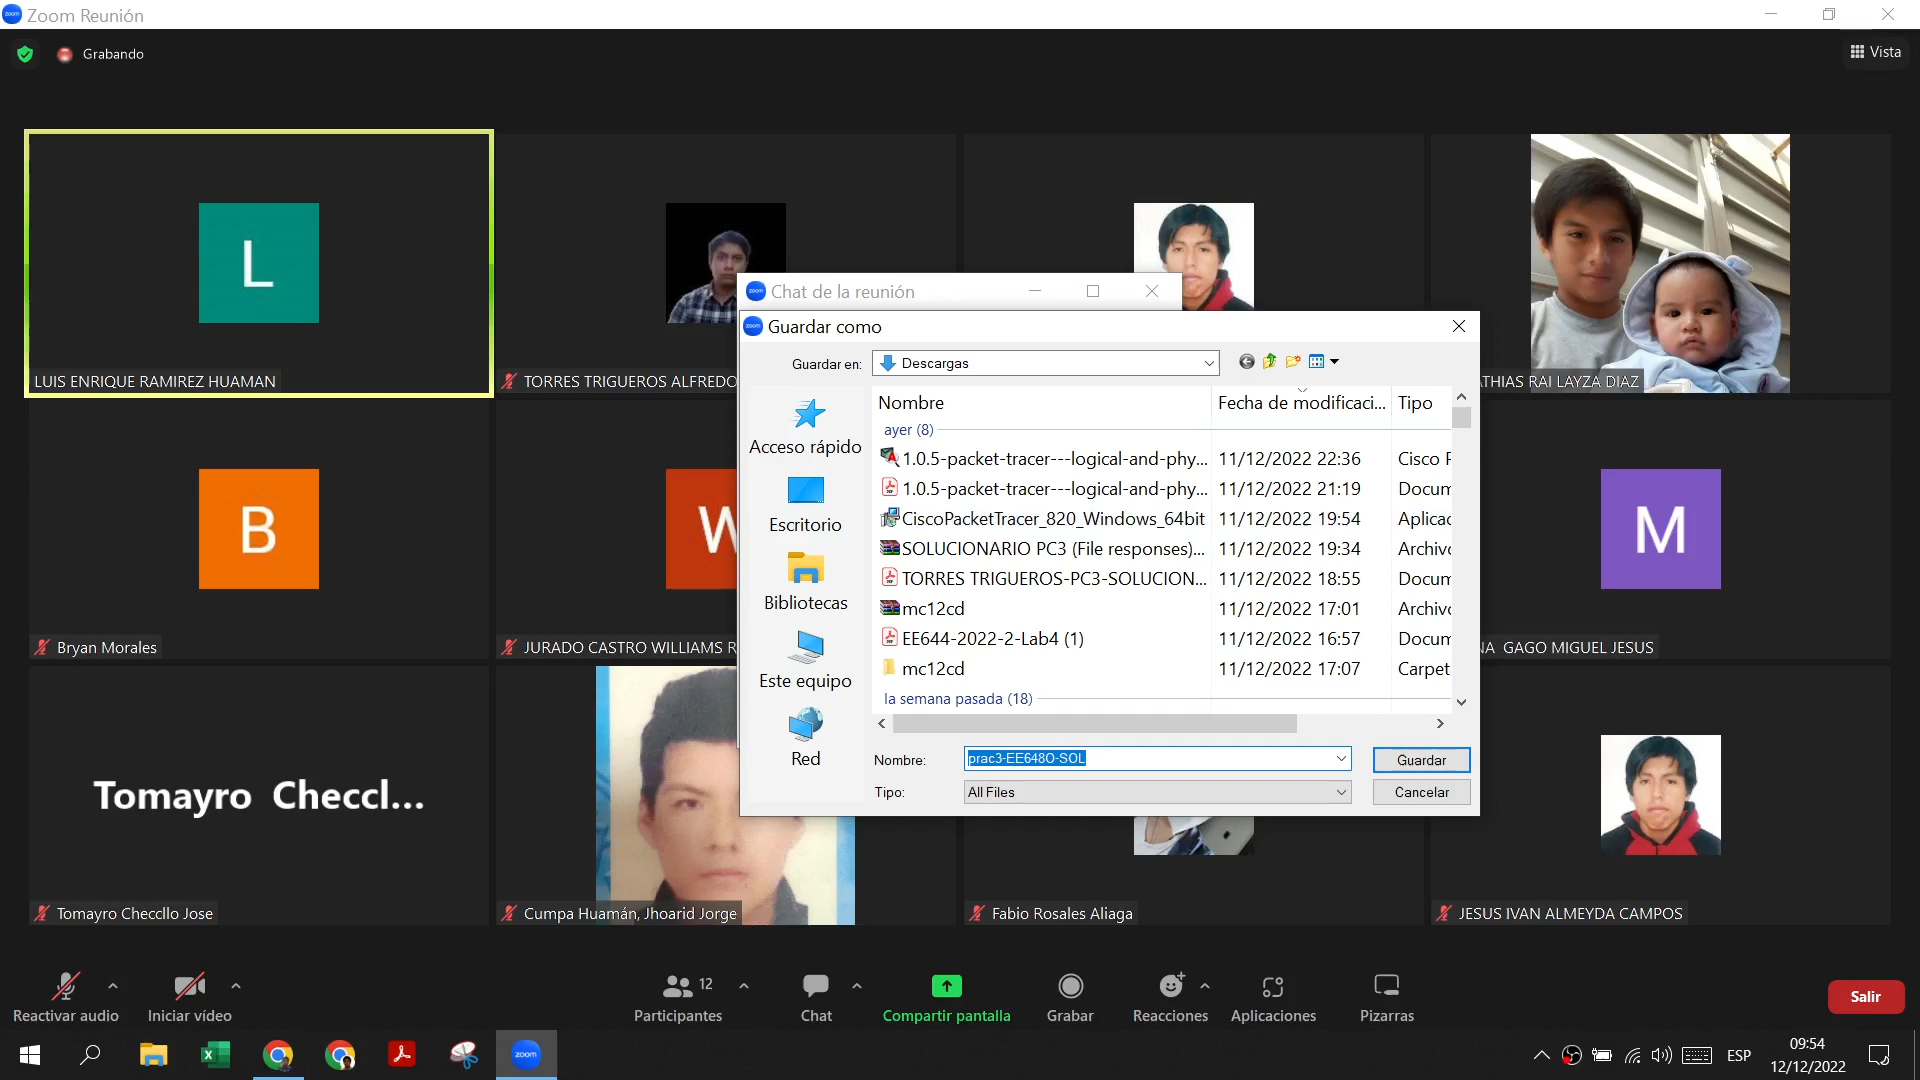 Zoom Reunión
Grabando
Vista
L
LUIS ENRIQUE RAMIREZ HUAMAN
TORRES TRIGUEROS ALFREDO
ATHIAS RAI LAYZA DIAZ
zoom Chat de la reunión
zoom Guardar como
Guardar en: Descargas
Nombre Fecha de modificaci... Tipo
ayer (8)
1.0.5-packet-tracer---logical-and-phy... 11/12/2022 22:36 Cisco P
1.0.5-packet-tracer---logical-and-phy... 11/12/2022 21:19 Docum
CiscoPacketTracer_820_Windows_64bit 11/12/2022 19:54 Aplicac
SOLUCIONARIO PC3 (File responses)... 11/12/2022 19:34 Archivo
TORRES TRIGUEROS-PC3-SOLUCION... 11/12/2022 18:55 Docum
mc12cd 11/12/2022 17:01 Archivo
EE644-2022-2-Lab4 (1) 11/12/2022 16:57 Docum
mc12cd 11/12/2022 17:07 Carpet
la semana pasada (18)
Acceso rápido
Escritorio
Bibliotecas
Este equipo
Red
Nombre: prac3-EE648O-SOL Guardar
Tipo: All Files Cancelar
B
Bryan Morales
W
JURADO CASTRO WILLIAMS R
M
NA GAGO MIGUEL JESUS
Tomayro Checcl...
Tomayro Checcllo Jose
Cumpa Huamán, Jhoarid Jorge
Fabio Rosales Aliaga
JESUS IVAN ALMEYDA CAMPOS
Reactivar audio
Iniciar vídeo
12
Participantes
Chat
Compartir pantalla
Grabar
Reacciones
Aplicaciones
Pizarras
Salir
zoom
ESP
09:54
12/12/2022